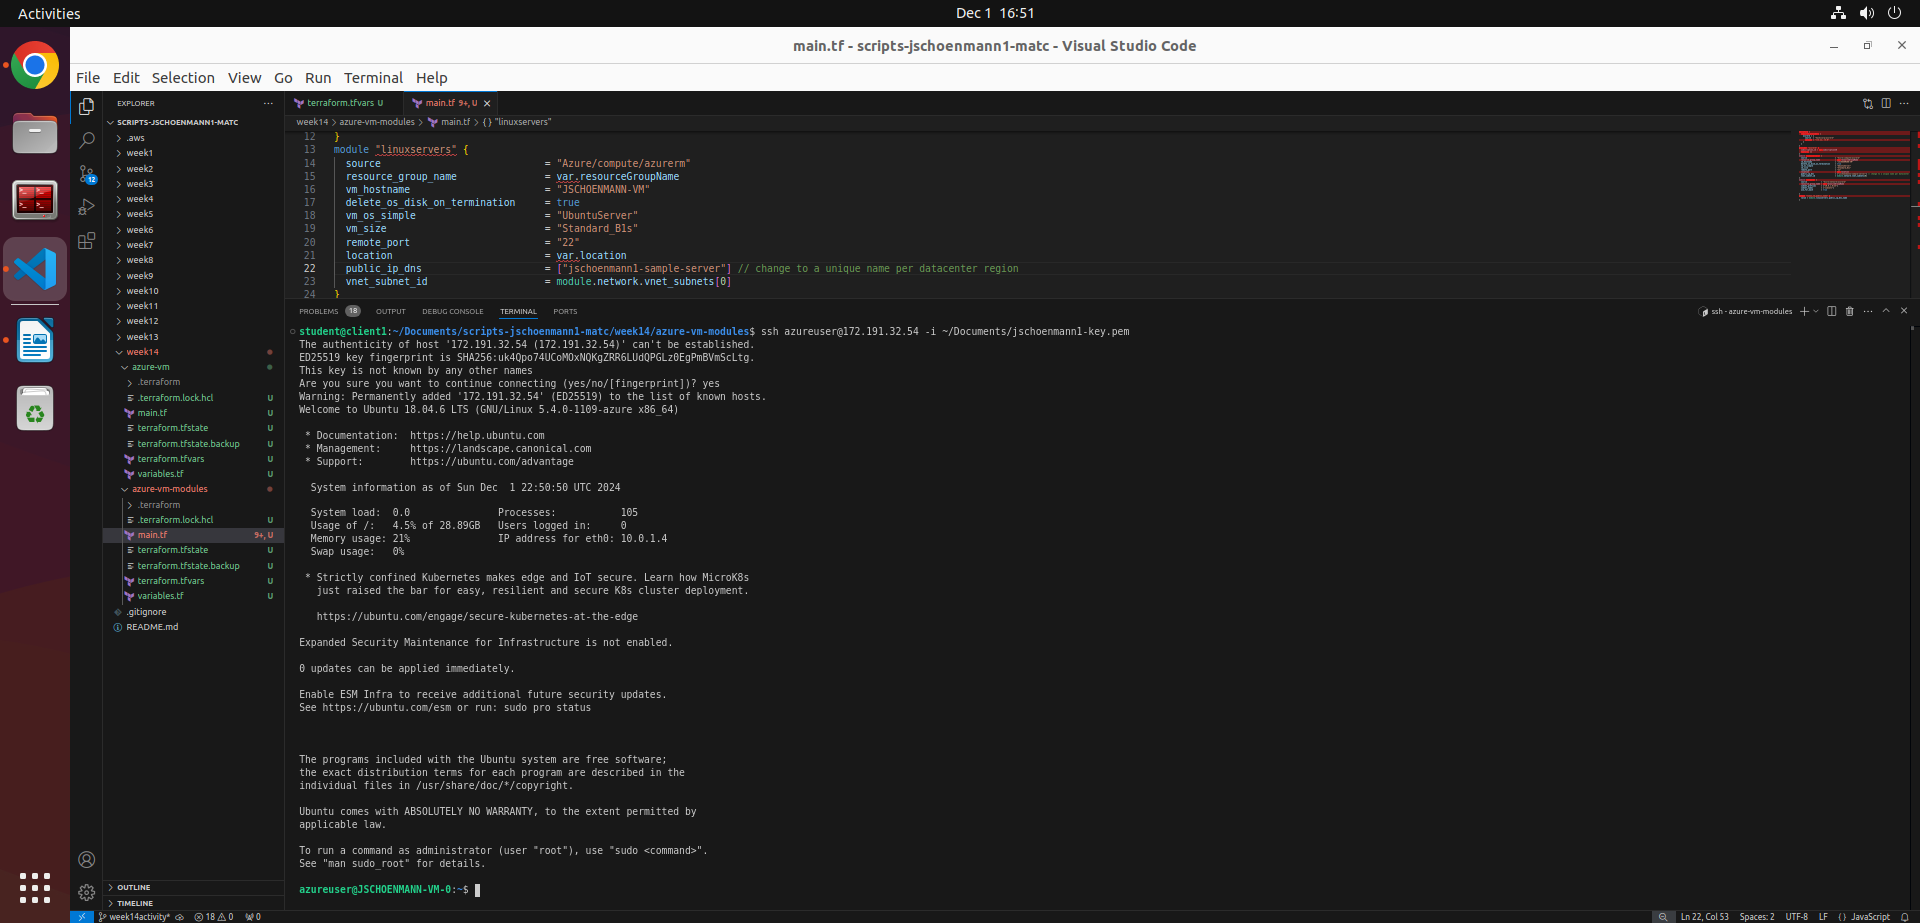 Activities
Dec 1 16:51
main.tf - scripts-jschoenmann1-matc - Visual Studio Code
File Edit Selection View Go Run Terminal Help
EXPLORER
SCRIPTS-JSCHOENMANN1-MATC
.aws
week1
week2
week3
week4
week5
week6
week7
week8
week9
week10
week11
week12
week13
week14
azure-vm
.terraform
.terraform.lock.hcl U
main.tf U
terraform.tfstate U
terraform.tfstate.backup U
terraform.tfvars U
variables.tf U
azure-vm-modules
.terraform
.terraform.lock.hcl U
main.tf 9+, U
terraform.tfstate U
terraform.tfstate.backup U
terraform.tfvars U
variables.tf U
.gitignore
README.md
OUTLINE
TIMELINE
12
terraform.tfvars U main.tf 9+, U
week14 > azure-vm-modules > main.tf > {} "linuxservers"
12 }
13 module "linuxservers" {
14 source = "Azure/compute/azurerm"
15 resource_group_name = var.resourceGroupName
16 vm_hostname = "JSCHOENMANN-VM"
17 delete_os_disk_on_termination = true
18 vm_os_simple = "UbuntuServer"
19 vm_size = "Standard_B1s"
20 remote_port = "22"
21 location = var.location
22 public_ip_dns = ["jschoenmann1-sample-server"] // change to a unique name per datacenter region
23 vnet_subnet_id = module.network.vnet_subnets[0]
24 }
PROBLEMS 18 OUTPUT DEBUG CONSOLE TERMINAL PORTS
ssh - azure-vm-modules
student@client1:~/Documents/scripts-jschoenmann1-matc/week14/azure-vm-modules$ ssh azureuser@172.191.32.54 -i ~/Documents/jschoenmann1-key.pem
The authenticity of host '172.191.32.54 (172.191.32.54)' can't be established.
ED25519 key fingerprint is SHA256:uk4Qpo74UCoMOxNQKgZRR6LUdQPGLz0EgPmBVmScLtg.
This key is not known by any other names
Are you sure you want to continue connecting (yes/no/[fingerprint])? yes
Warning: Permanently added '172.191.32.54' (ED25519) to the list of known hosts.
Welcome to Ubuntu 18.04.6 LTS (GNU/Linux 5.4.0-1109-azure x86_64)
* Documentation: https://help.ubuntu.com
* Management: https://landscape.canonical.com
* Support: https://ubuntu.com/advantage
System information as of Sun Dec 1 22:50:50 UTC 2024
System load: 0.0 Processes: 105
Usage of /: 4.5% of 28.89GB Users logged in: 0
Memory usage: 21% IP address for eth0: 10.0.1.4
Swap usage: 0%
* Strictly confined Kubernetes makes edge and IoT secure. Learn how MicroK8s
just raised the bar for easy, resilient and secure K8s cluster deployment.
https://ubuntu.com/engage/secure-kubernetes-at-the-edge
Expanded Security Maintenance for Infrastructure is not enabled.
0 updates can be applied immediately.
Enable ESM Infra to receive additional future security updates.
See https://ubuntu.com/esm or run: sudo pro status
The programs included with the Ubuntu system are free software;
the exact distribution terms for each program are described in the
individual files in /usr/share/doc/*/copyright.
Ubuntu comes with ABSOLUTELY NO WARRANTY, to the extent permitted by
applicable law.
To run a command as administrator (user "root"), use "sudo <command>".
See "man sudo_root" for details.
azureuser@JSCHOENMANN-VM-0:~$
week14activity* 18 0 0 Ln 22, Col 53 Spaces: 2 UTF-8 LF {} JavaScript